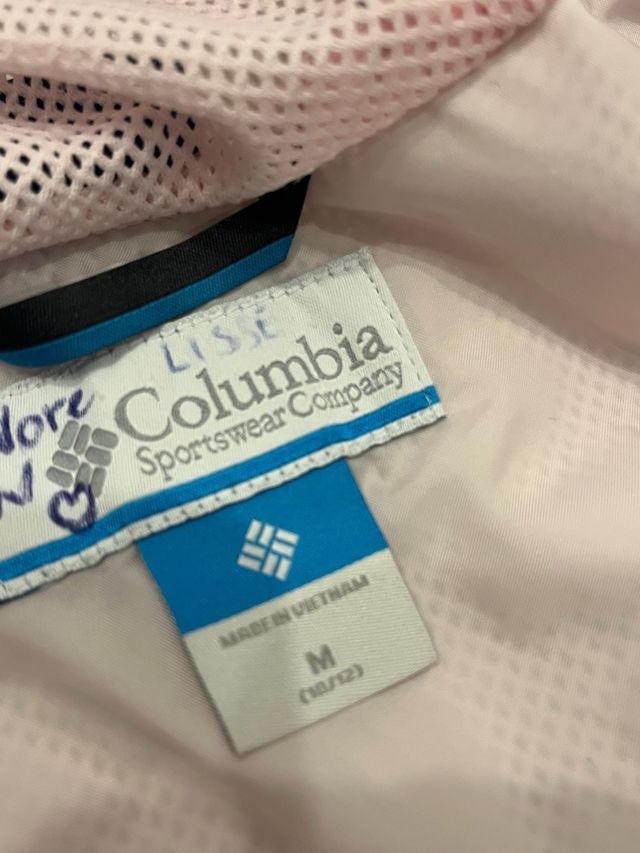 LISSE
Columbia
Sportswear Company
MADE IN VIETNAM
M
(10/12)